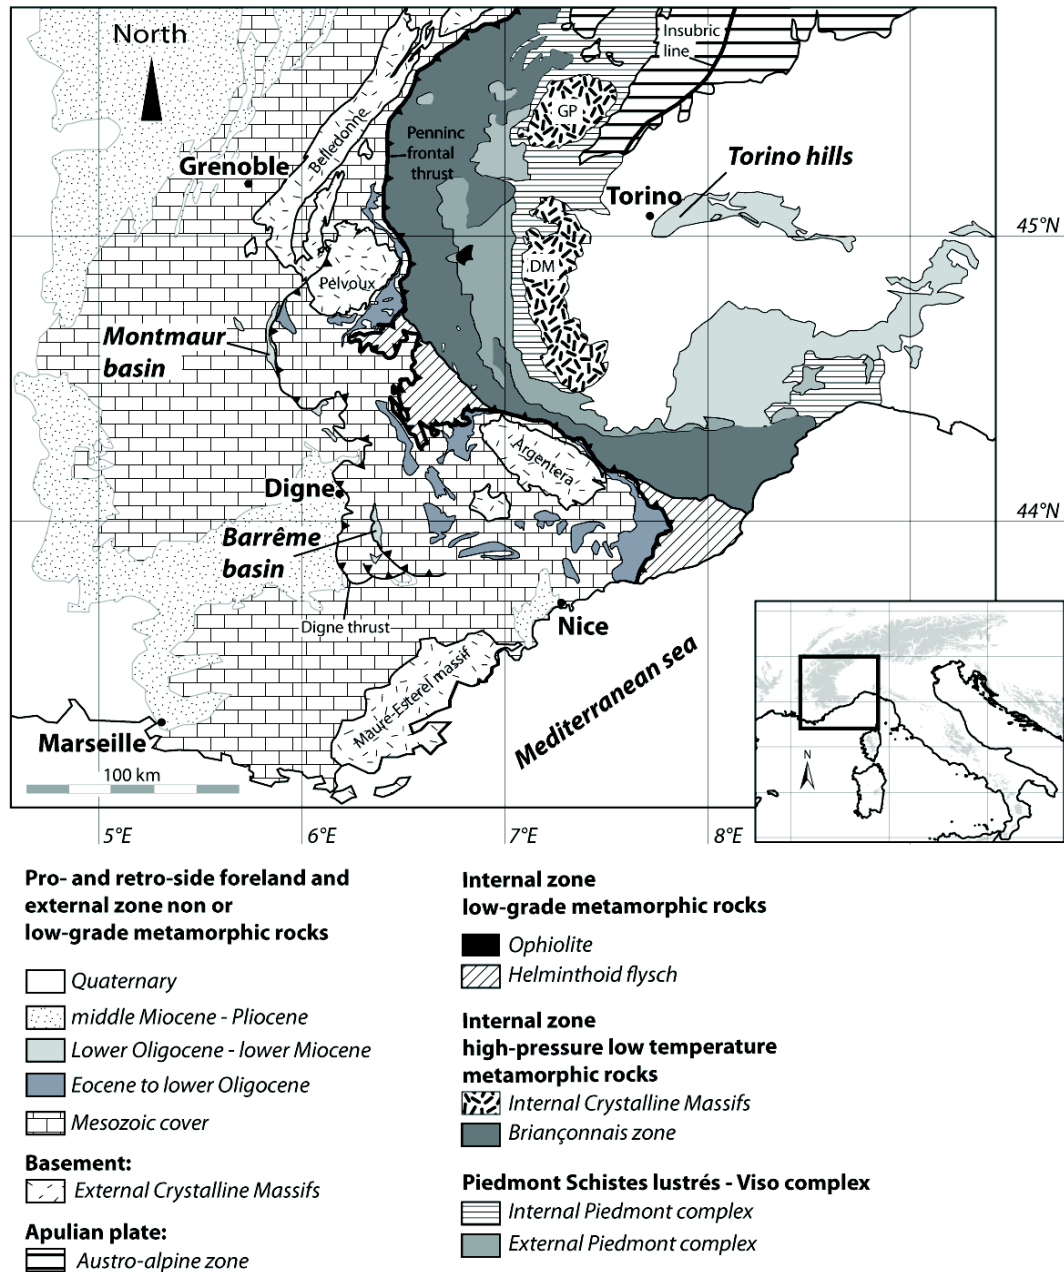 North
Insubric
line
GP
Penninc
frontal
thrust
Belledonne
Torino hills
Grenoble
Torino
45°N
DM
Pelvoux
Montmaur
basin
Argentera
Digne
44°N
Barrême
basin
Digne thrust
Nice
Mediterranean sea
Maure-Esterel massif
Marseille
100 km
N
5°E
6°E
7°E
8°E
Pro- and retro-side foreland and
external zone non or
low-grade metamorphic rocks
Quaternary
middle Miocene - Pliocene
Lower Oligocene - lower Miocene
Eocene to lower Oligocene
Mesozoic cover
Basement:
External Crystalline Massifs
Apulian plate:
Austro-alpine zone
Internal zone
low-grade metamorphic rocks
Ophiolite
Helminthoid flysch
Internal zone
high-pressure low temperature
metamorphic rocks
Internal Crystalline Massifs
Briançonnais zone
Piedmont Schistes lustrés - Viso complex
Internal Piedmont complex
External Piedmont complex